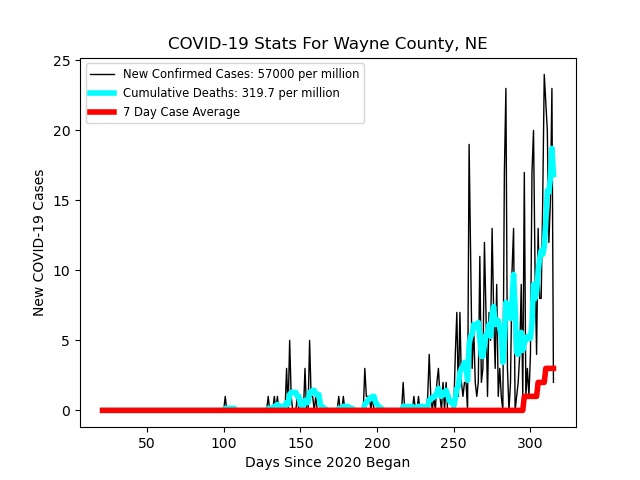 COVID-19 Stats For Wayne County, NE
New Confirmed Cases: 57000 per million
Cumulative Deaths: 319.7 per million
7 Day Case Average
New COVID-19 Cases
25
20
15
10
5
0
50 100 150 200 250 300
Days Since 2020 Began